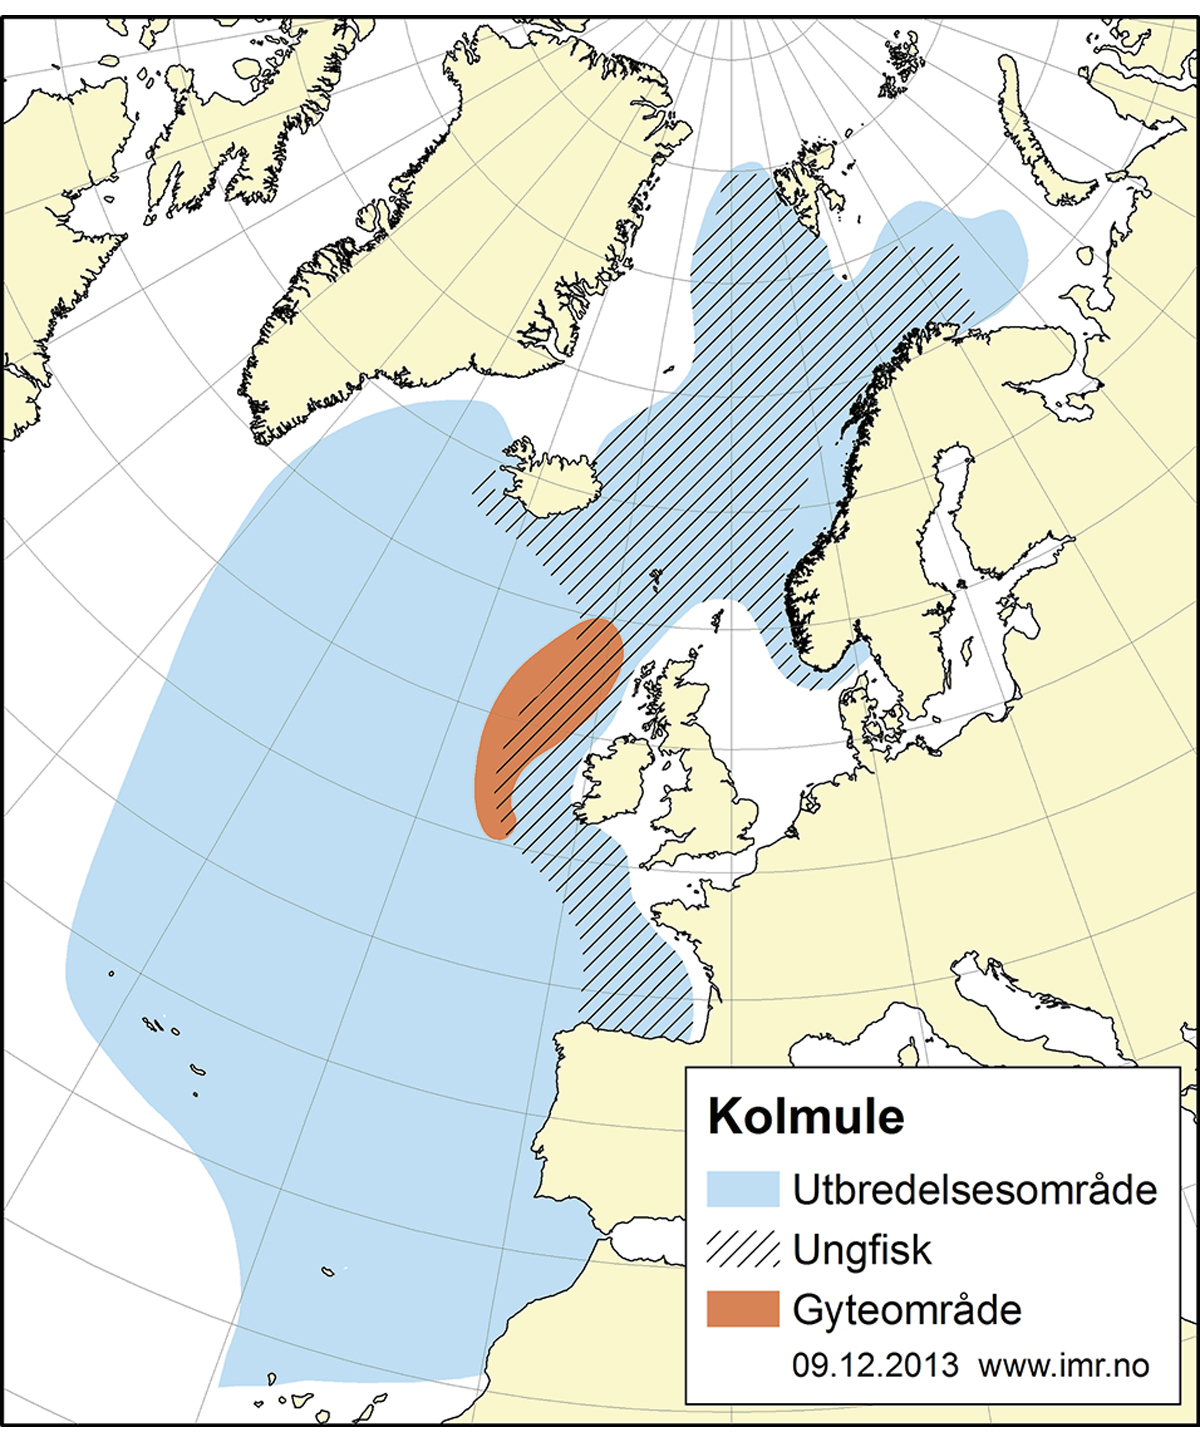 Kolmule
Utbredelsesområde
Ungfisk
Gyteområde
09.12.2013 www.imr.no